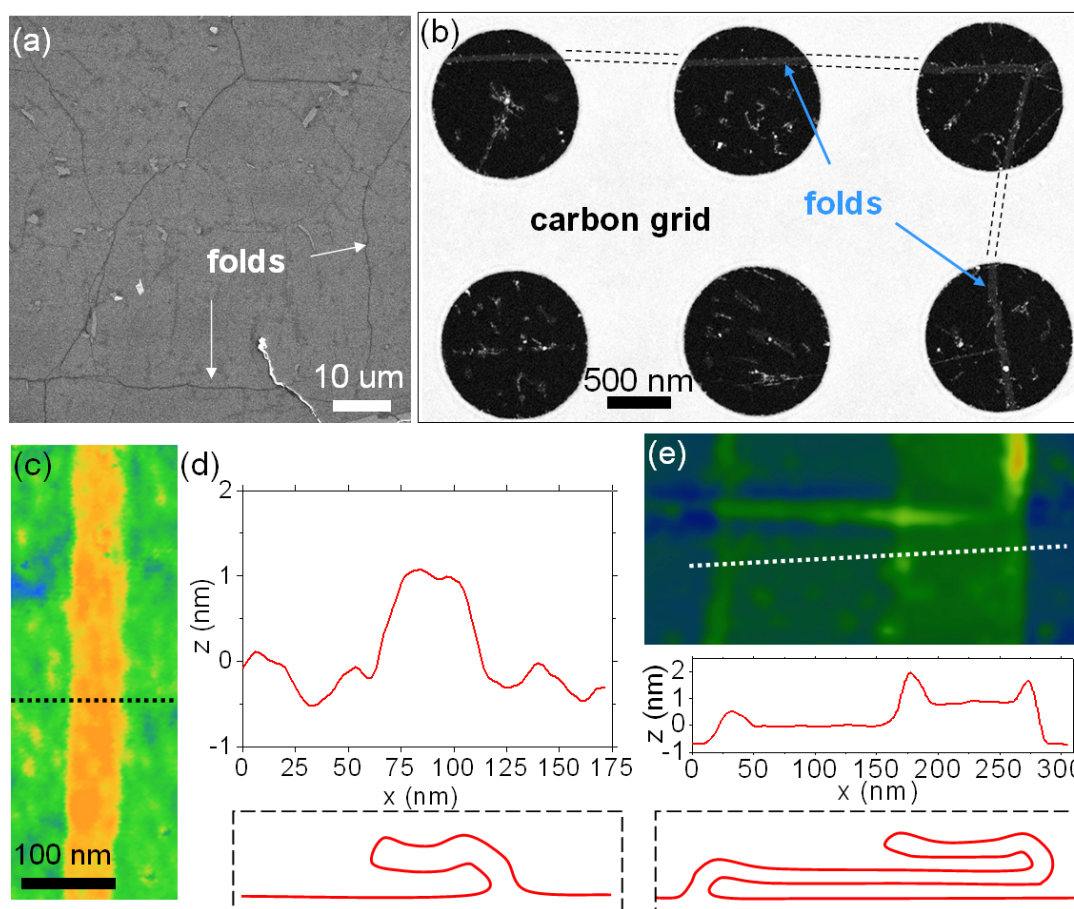 (a)
folds
10 um
(b)
folds
carbon grid
500 nm
(c)
100 nm
(d)
2
1
0
-1
z (nm)
0 25 50 75 100 125 150 175
x (nm)
(e)
2
1
0
-1
z (nm)
0 50 100 150 200 250 300
x (nm)